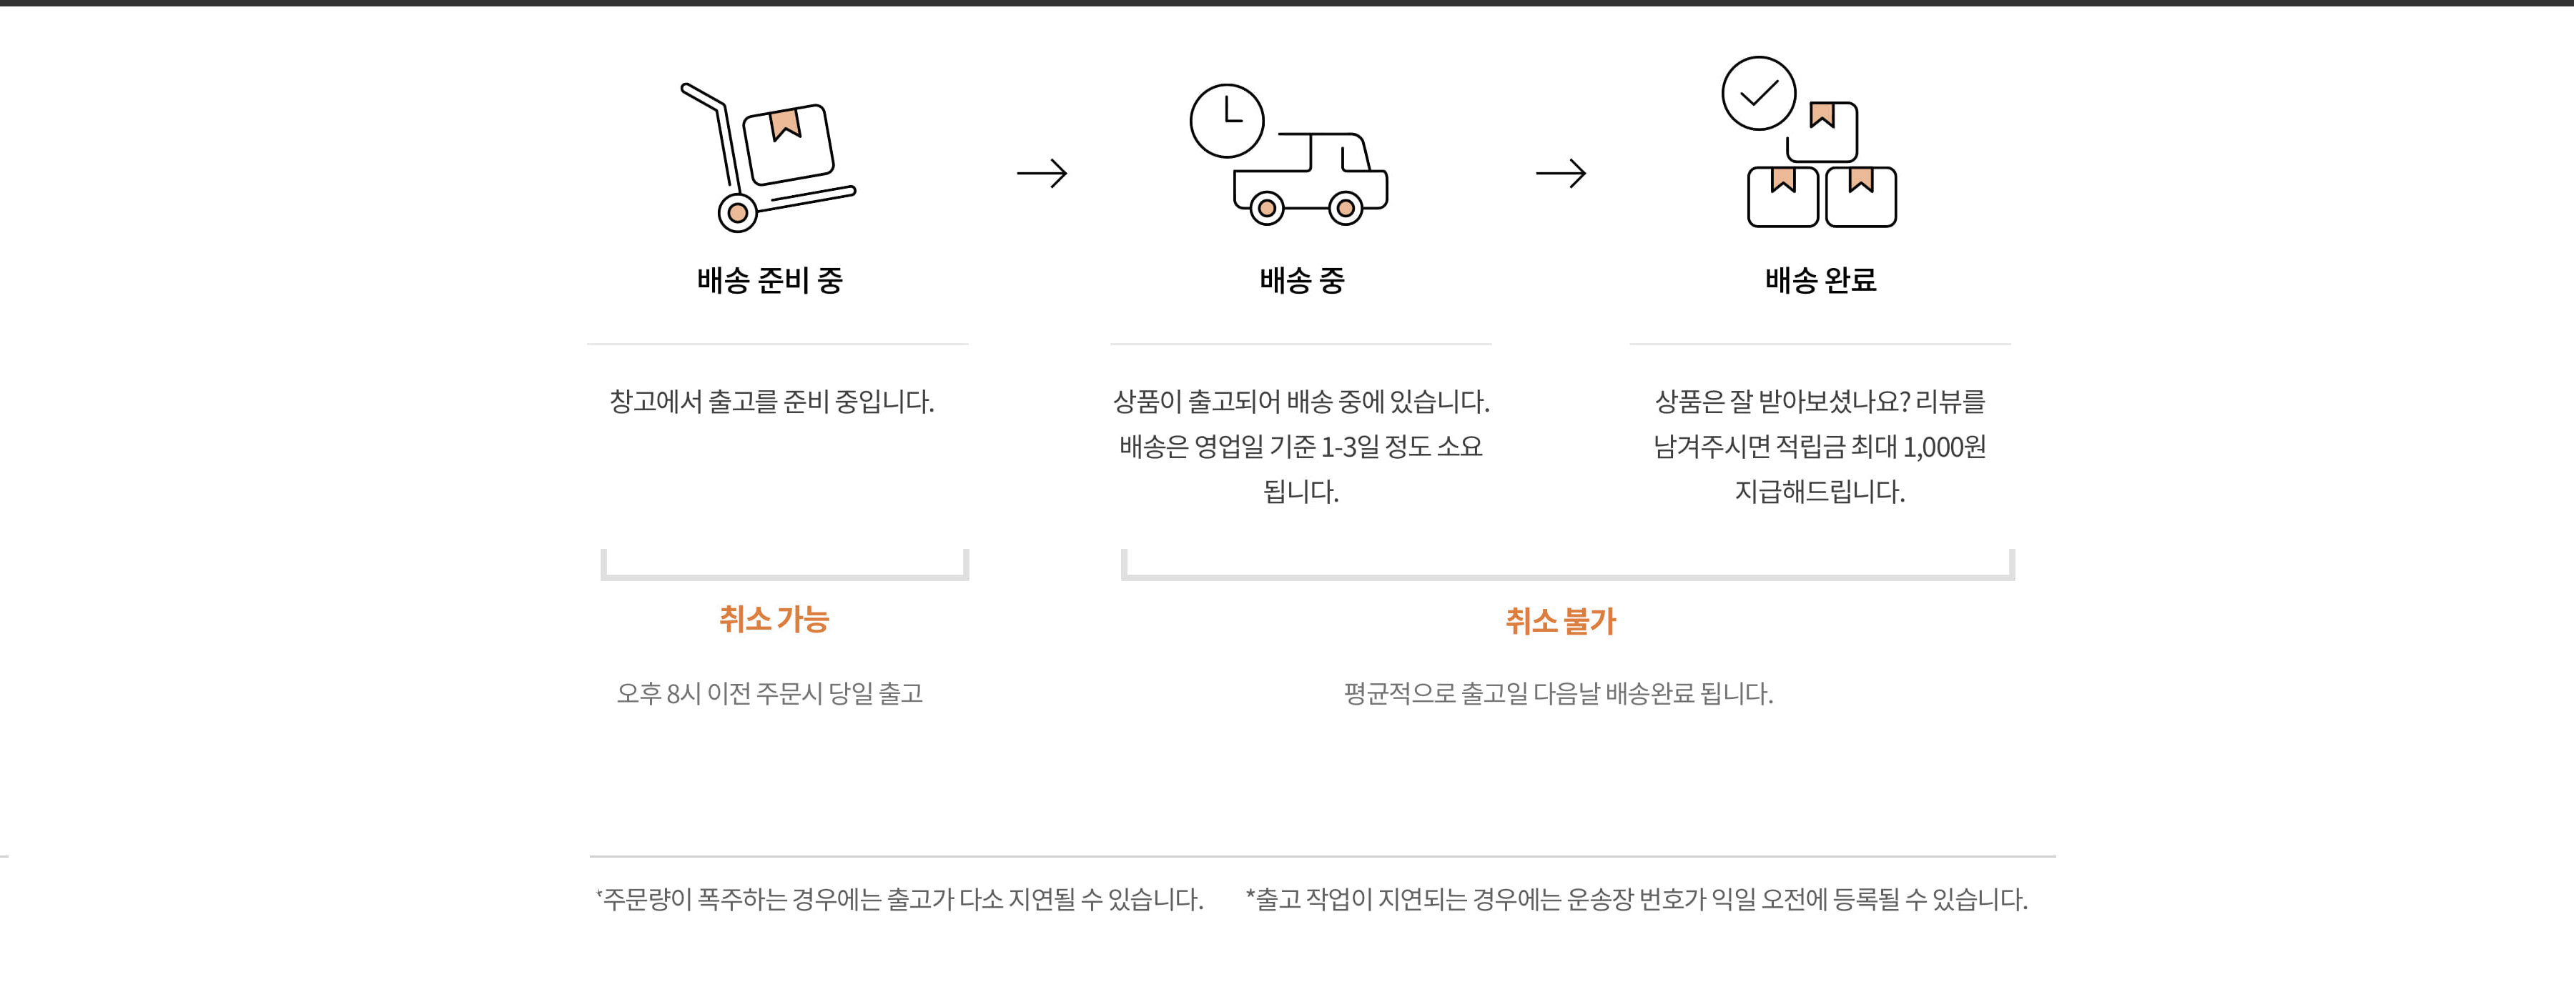 배송 준비 중
배송 중
배송 완료
창고에서 출고를 준비 중입니다.
상품이 출고되어 배송 중에 있습니다.
배송은 영업일 기준 1-3일 정도 소요
됩니다.
상품은 잘 받아보셨나요? 리뷰를
남겨주시면 적립금 최대 1,000원
지급해드립니다.
취소 가능
취소 불가
오후 8시 이전 주문시 당일 출고
평균적으로 출고일 다음날 배송완료 됩니다.
*주문량이 폭주하는 경우에는 출고가 다소 지연될 수 있습니다.
*출고 작업이 지연되는 경우에는 운송장 번호가 익일 오전에 등록될 수 있습니다.